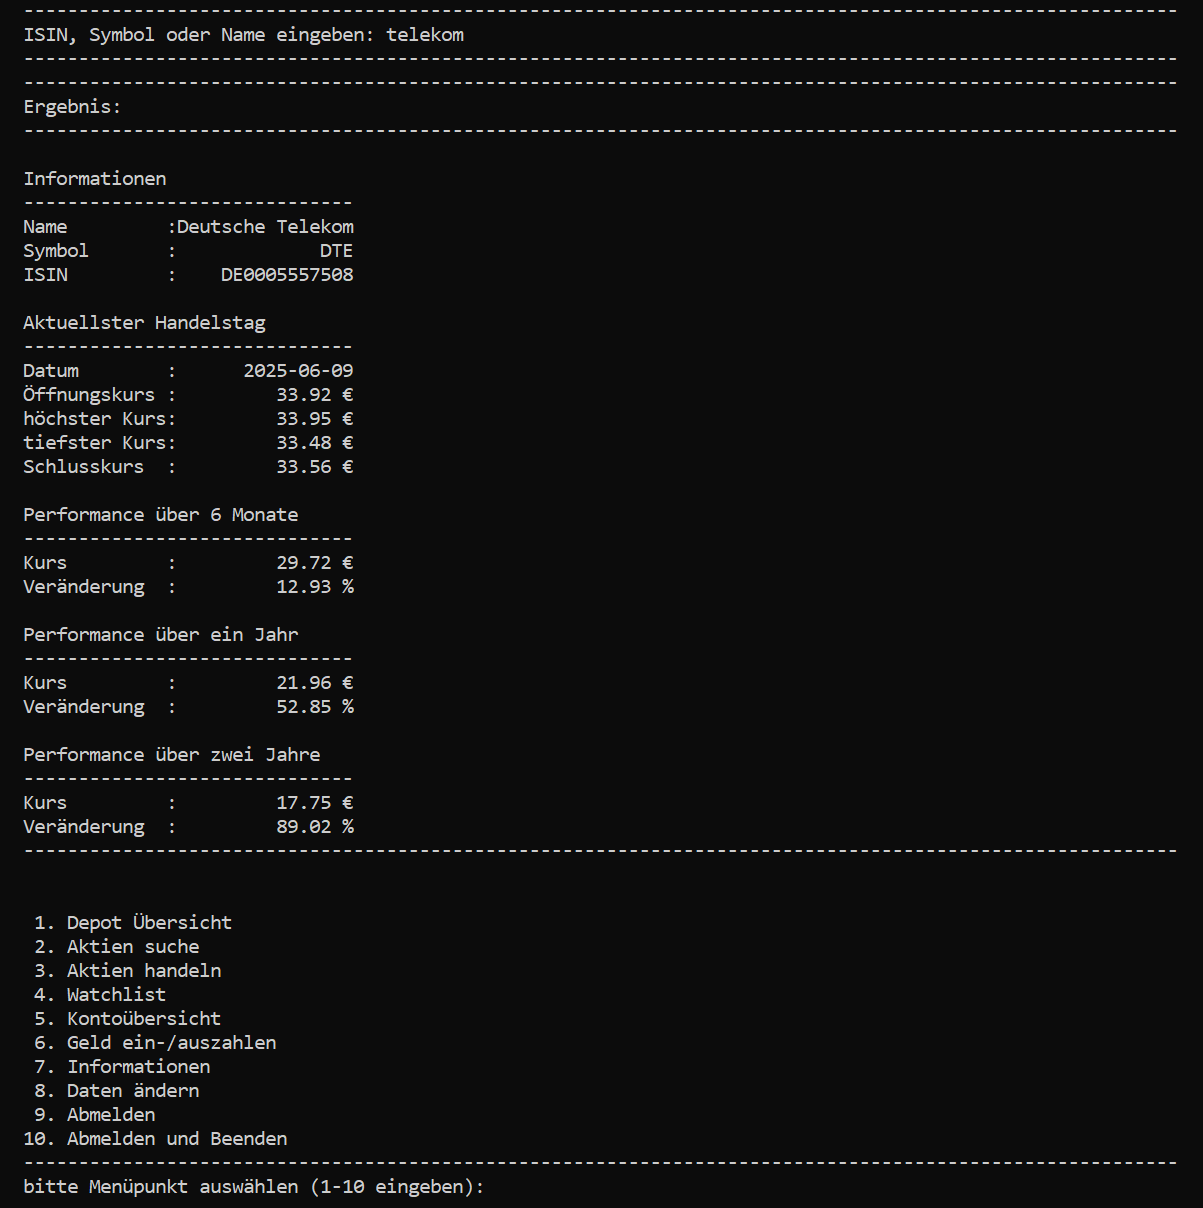 ---------------------------------------------------------------------------------------------------------
ISIN, Symbol oder Name eingeben: telekom
---------------------------------------------------------------------------------------------------------
---------------------------------------------------------------------------------------------------------
Ergebnis:
---------------------------------------------------------------------------------------------------------
Informationen
------------------------------
Name         :Deutsche Telekom
Symbol       :             DTE
ISIN         :    DE0005557508
Aktuellster Handelstag
------------------------------
Datum        :      2025-06-09
Öffnungskurs :         33.92 €
höchster Kurs:         33.95 €
tiefster Kurs:         33.48 €
Schlusskurs  :         33.56 €
Performance über 6 Monate
------------------------------
Kurs         :         29.72 €
Veränderung  :         12.93 %
Performance über ein Jahr
------------------------------
Kurs         :         21.96 €
Veränderung  :         52.85 %
Performance über zwei Jahre
------------------------------
Kurs         :         17.75 €
Veränderung  :         89.02 %
---------------------------------------------------------------------------------------------------------
 1. Depot Übersicht
 2. Aktien suche
 3. Aktien handeln
 4. Watchlist
 5. Kontoübersicht
 6. Geld ein-/auszahlen
 7. Informationen
 8. Daten ändern
 9. Abmelden
10. Abmelden und Beenden
---------------------------------------------------------------------------------------------------------
bitte Menüpunkt auswählen (1-10 eingeben):